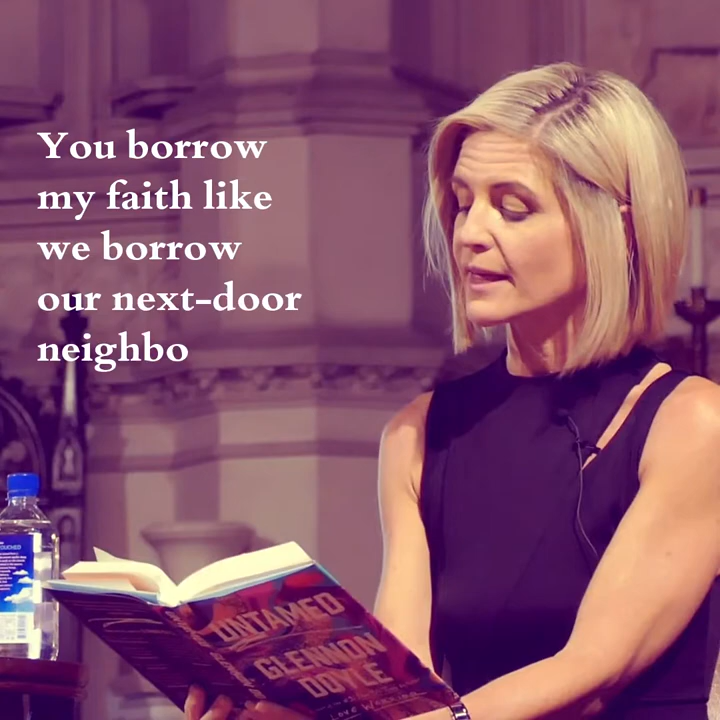 You borrow
my faith like
we borrow
our next-door
neighbo
UNTAMED
GLENNON
DOYLE